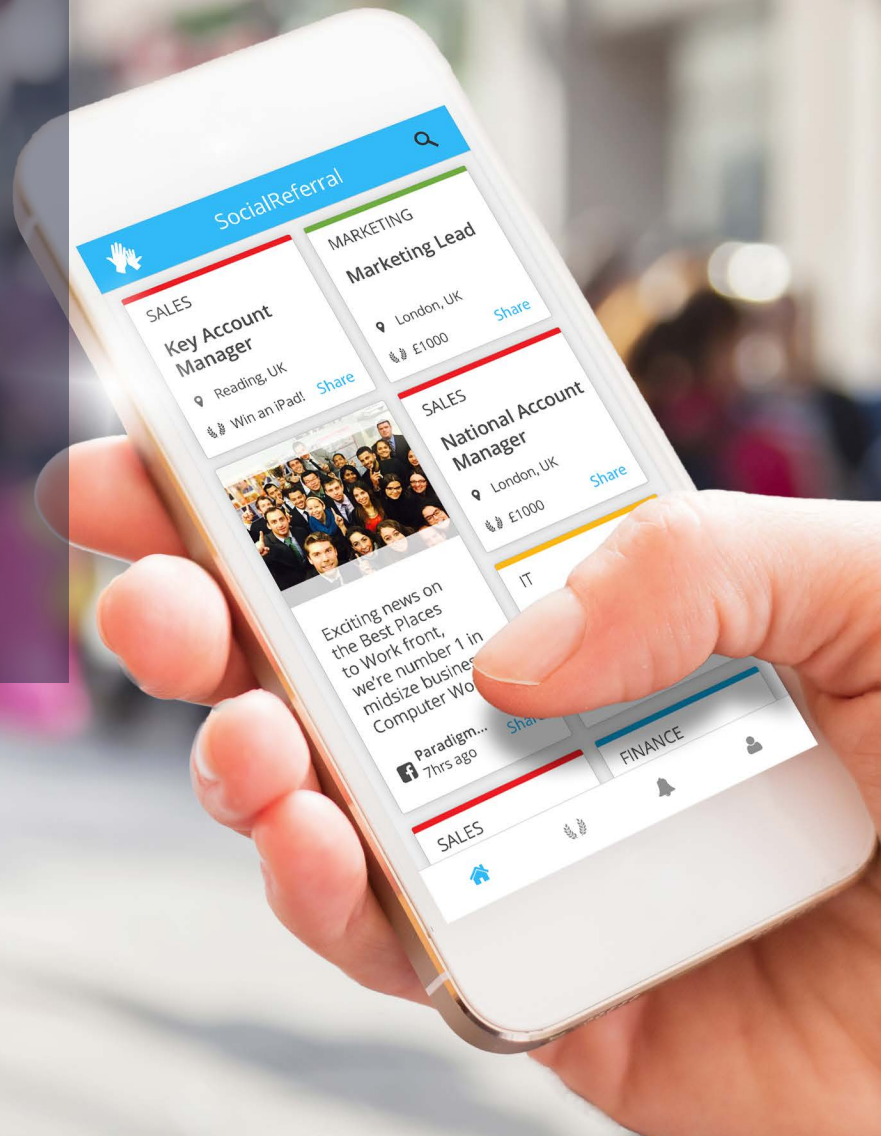 SocialReferral
SALES
Key Account
Manager
Reading, UK
Win an iPad!
Share
MARKETING
Marketing Lead
London, UK
£1000
Share
Exciting news on
the Best Places
to Work front,
we're number 1 in
midsize
Computer
Paradigm...
7hrs ago
Share
SALES
National Account
Manager
London, UK
£1000
Share
IT
SALES
FINANCE